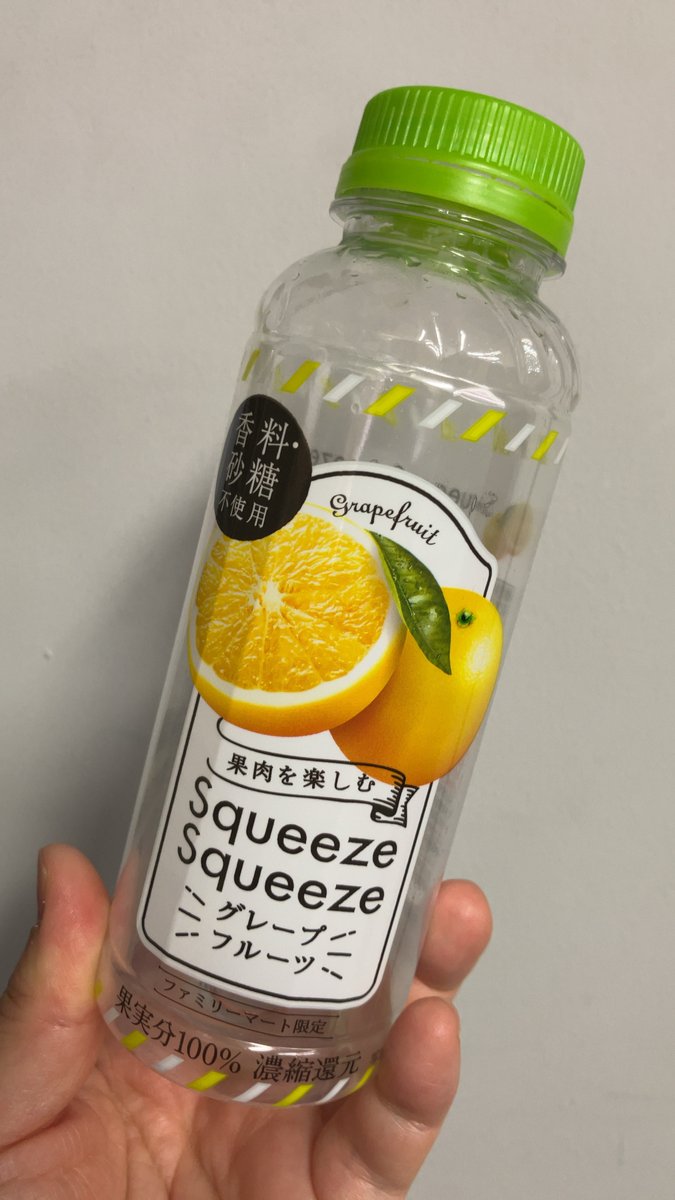 香料・
砂糖
不使用
Grapefruit
果肉を楽しむ
Squeeze
Squeeze
グレープ
フルーツ
ファミリーマート限定
果実分100% 濃縮還元